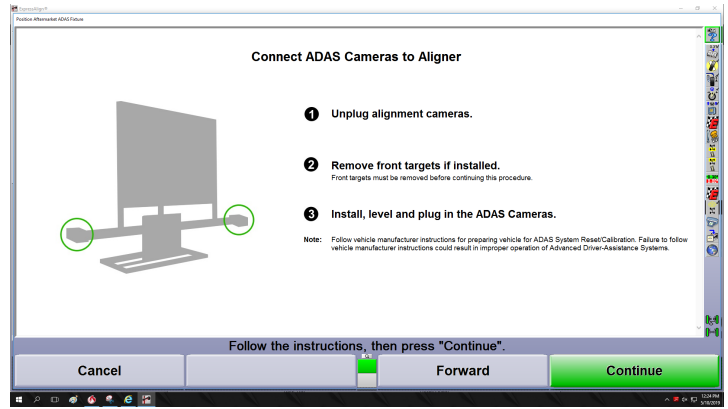 ExpressAlign®
Position Aftermarket ADAS Fixture
Connect ADAS Cameras to Aligner
1 Unplug alignment cameras.
2 Remove front targets if installed.
Front targets must be removed before continuing this procedure.
3 Install, level and plug in the ADAS Cameras.
Note: Follow vehicle manufacturer instructions for preparing vehicle for ADAS System Reset/Calibration. Failure to follow
vehicle manufacturer instructions could result in improper operation of Advanced Driver-Assistance Systems.
Follow the instructions, then press "Continue".
Cancel
Forward
Continue
12:24 PM
5/10/2019